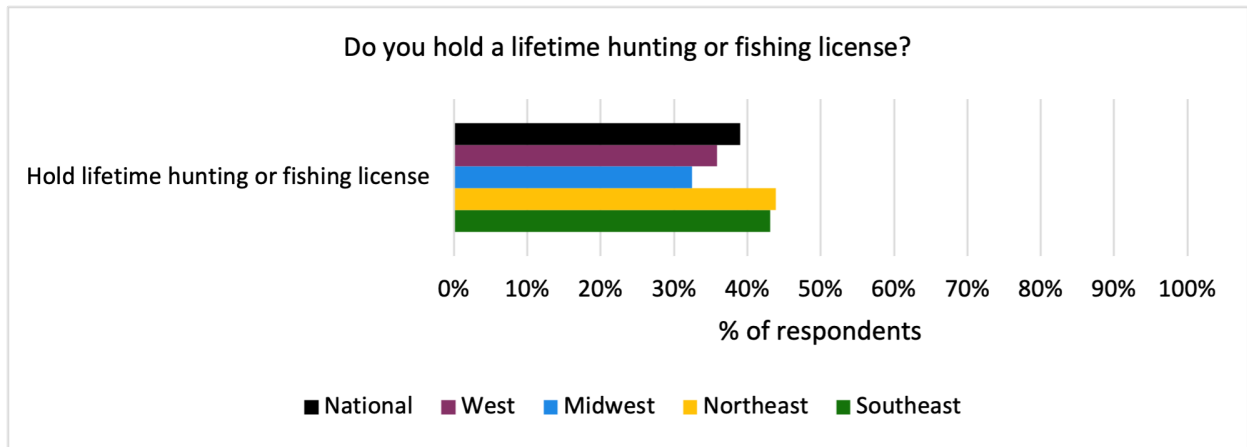 Do you hold a lifetime hunting or fishing license?
Hold lifetime hunting or fishing license
0% 10% 20% 30% 40% 50% 60% 70% 80% 90% 100%
% of respondents
National West Midwest Northeast Southeast